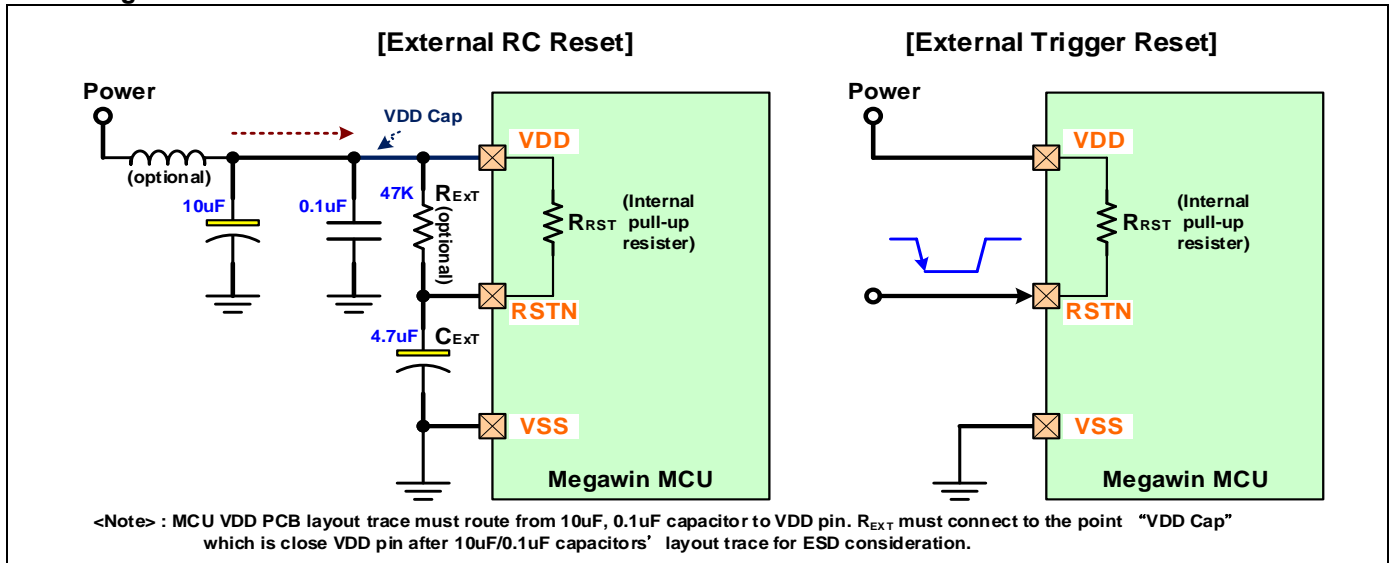 [External RC Reset]
Power
VDD Cap
VDD
(optional)
10uF
0.1uF
47K
REXT
(optional)
RRST
(Internal
pull-up
resister)
RSTN
4.7uF
CEXT
VSS
Megawin MCU
[External Trigger Reset]
Power
VDD
RRST
(Internal
pull-up
resister)
RSTN
VSS
Megawin MCU
<Note> : MCU VDD PCB layout trace must route from 10uF, 0.1uF capacitor to VDD pin. REXT must connect to the point “VDD Cap”
which is close VDD pin after 10uF/0.1uF capacitors’ layout trace for ESD consideration.